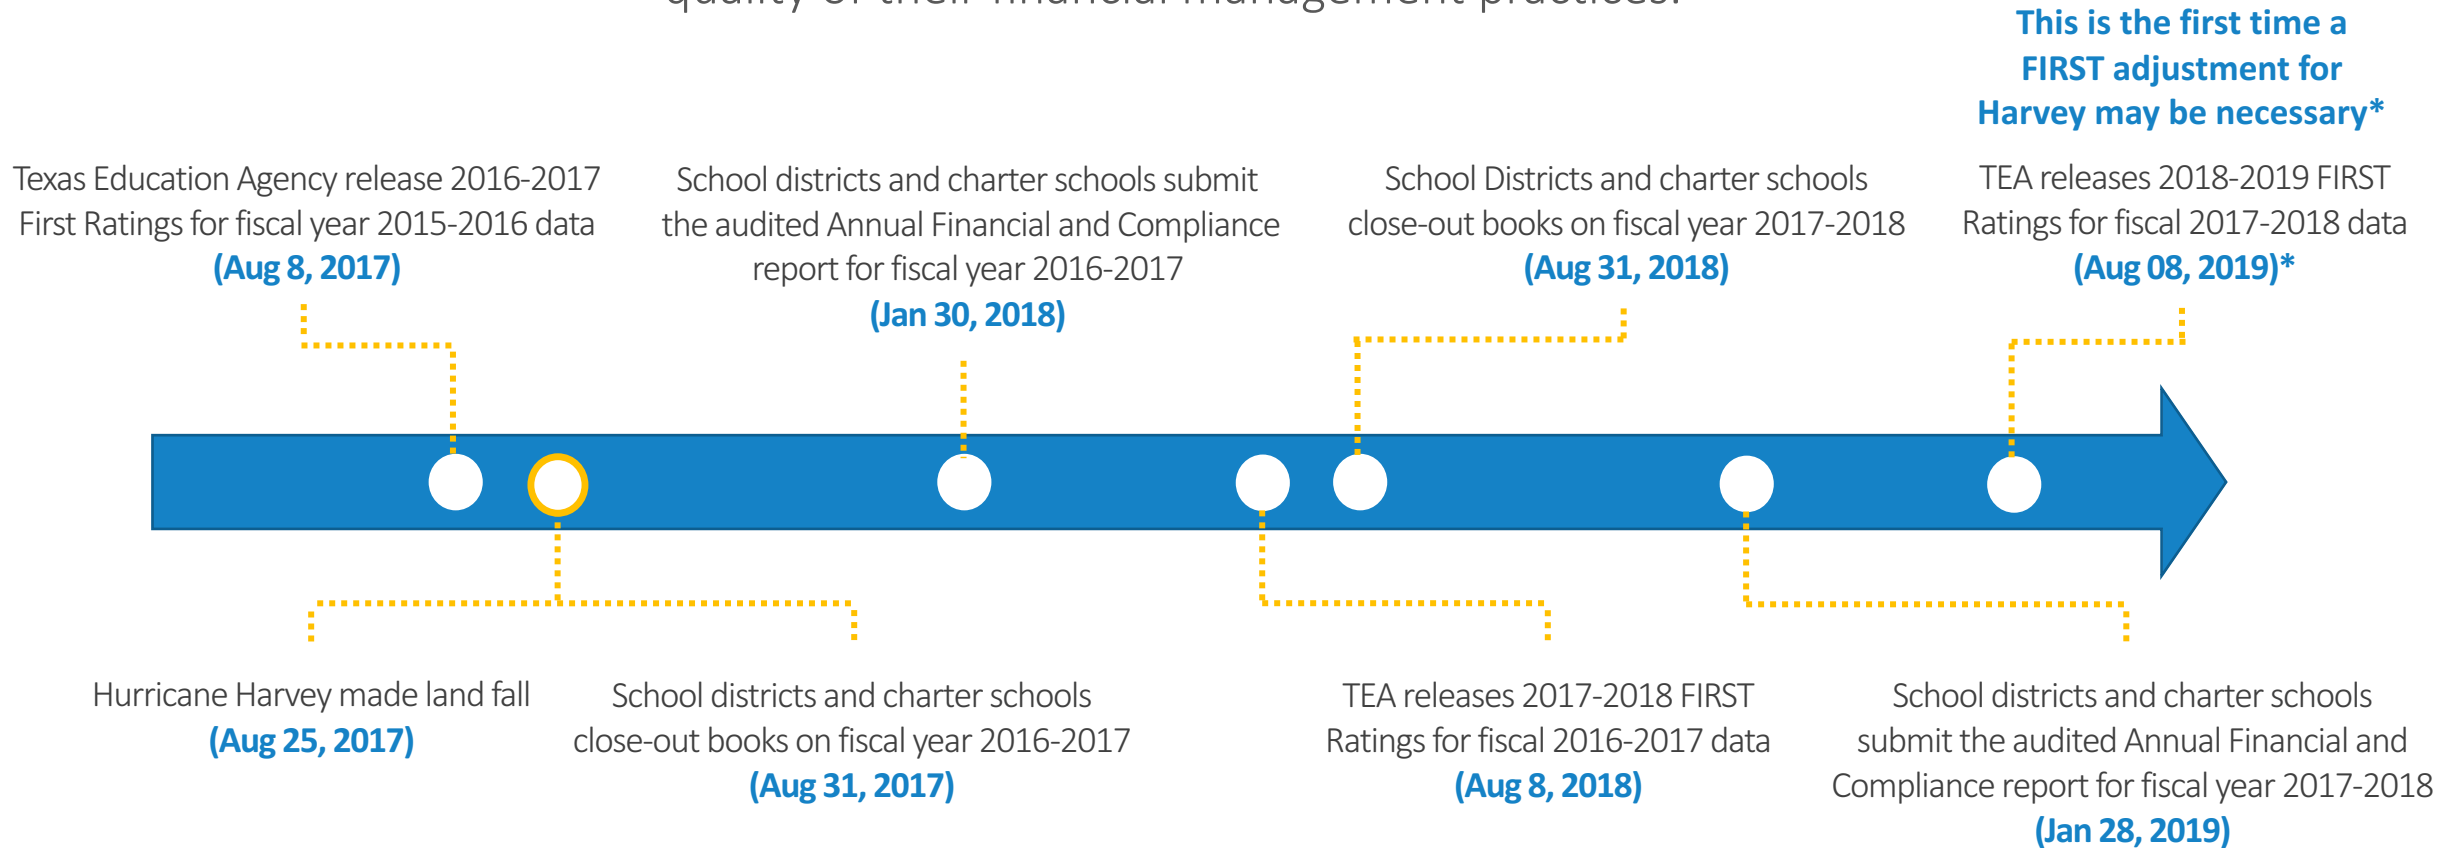 quality of their financial management practices.
This is the first time a
FIRST adjustment for
Harvey may be necessary*
Texas Education Agency release 2016-2017
First Ratings for fiscal year 2015-2016 data
(Aug 8, 2017)
School districts and charter schools submit
the audited Annual Financial and Compliance
report for fiscal year 2016-2017
(Jan 30, 2018)
School Districts and charter schools
close-out books on fiscal year 2017-2018
(Aug 31, 2018)
TEA releases 2018-2019 FIRST
Ratings for fiscal 2017-2018 data
(Aug 08, 2019)*
Hurricane Harvey made land fall
(Aug 25, 2017)
School districts and charter schools
close-out books on fiscal year 2016-2017
(Aug 31, 2017)
TEA releases 2017-2018 FIRST
Ratings for fiscal 2016-2017 data
(Aug 8, 2018)
School districts and charter schools
submit the audited Annual Financial and
Compliance report for fiscal year 2017-2018
(Jan 28, 2019)